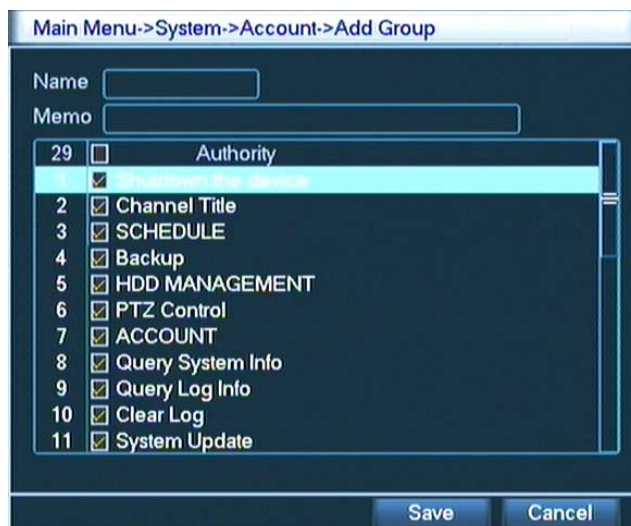 Main Menu->System->Account->Add Group
Name
Memo
29 Authority
1 Shutdown the device
2 Channel Title
3 SCHEDULE
4 Backup
5 HDD MANAGEMENT
6 PTZ Control
7 ACCOUNT
8 Query System Info
9 Query Log Info
10 Clear Log
11 System Update
Save Cancel